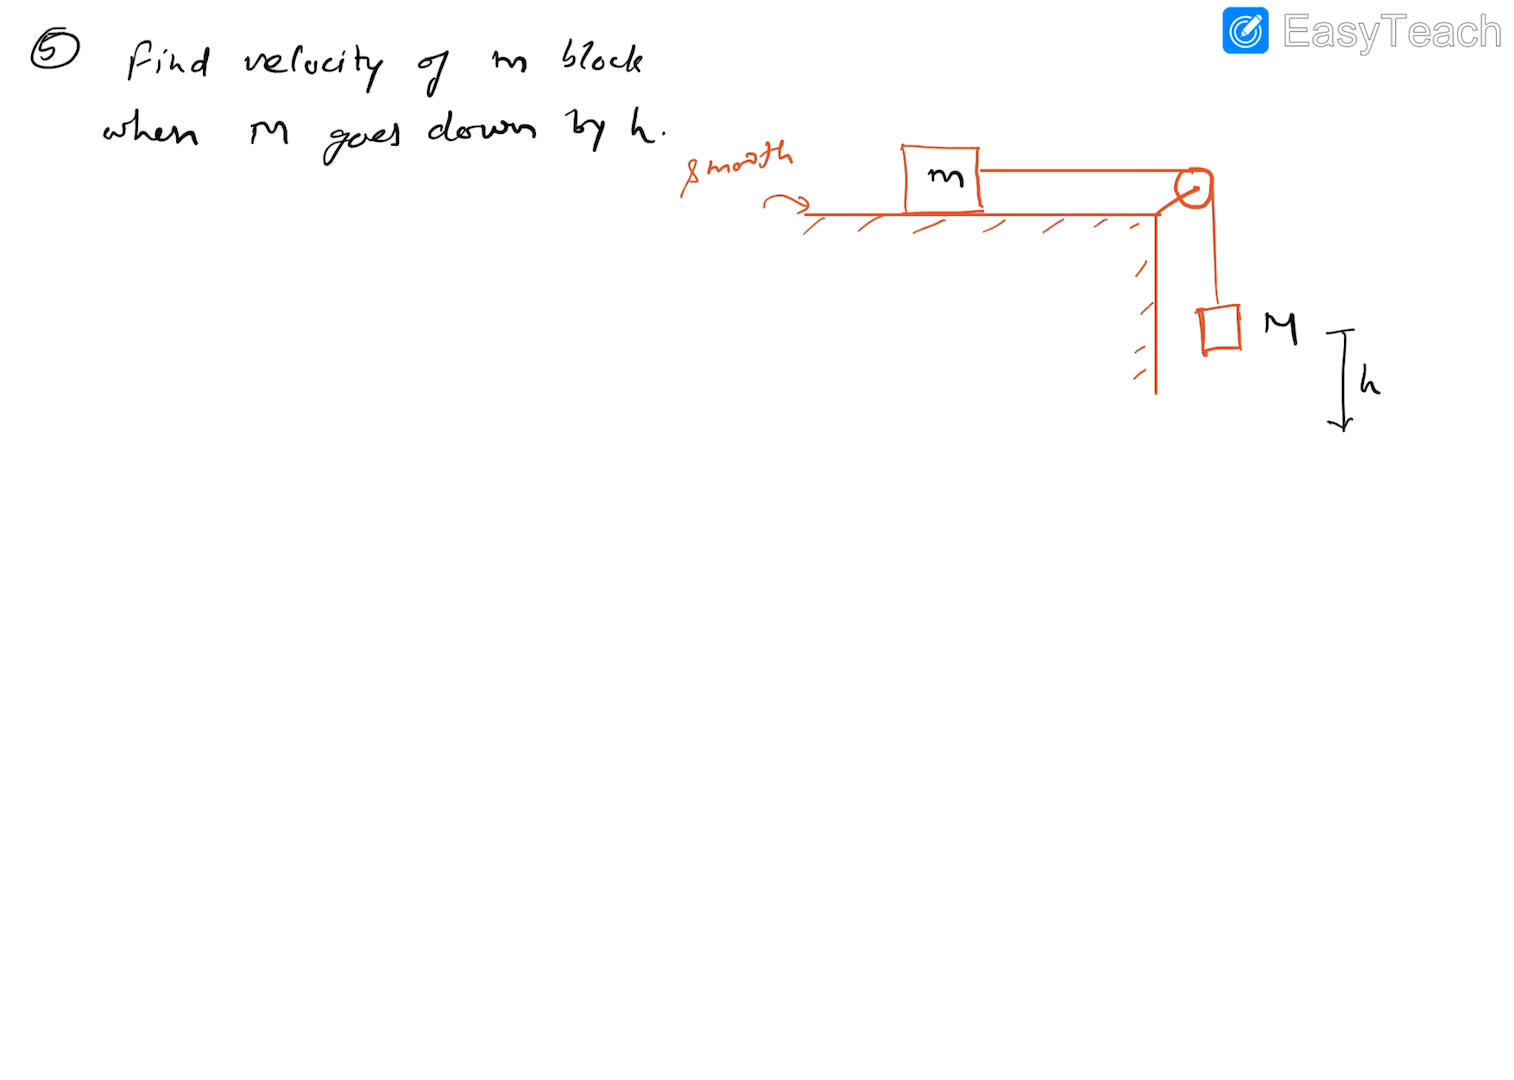 EasyTeach
⑤ Find velocity of m block
when M goes down by h.
smooth
m
M
h